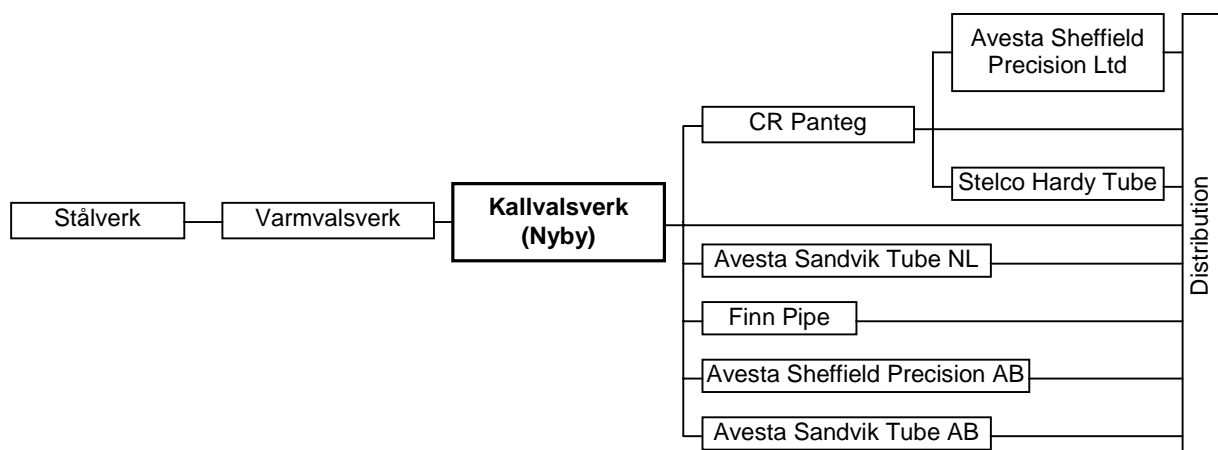 Stålverk
Varmvalsverk
Kallvalsverk
(Nyby)
CR Panteg
Avesta Sheffield
Precision Ltd
Stelco Hardy Tube
Avesta Sandvik Tube NL
Finn Pipe
Avesta Sheffield Precision AB
Avesta Sandvik Tube AB
Distribution